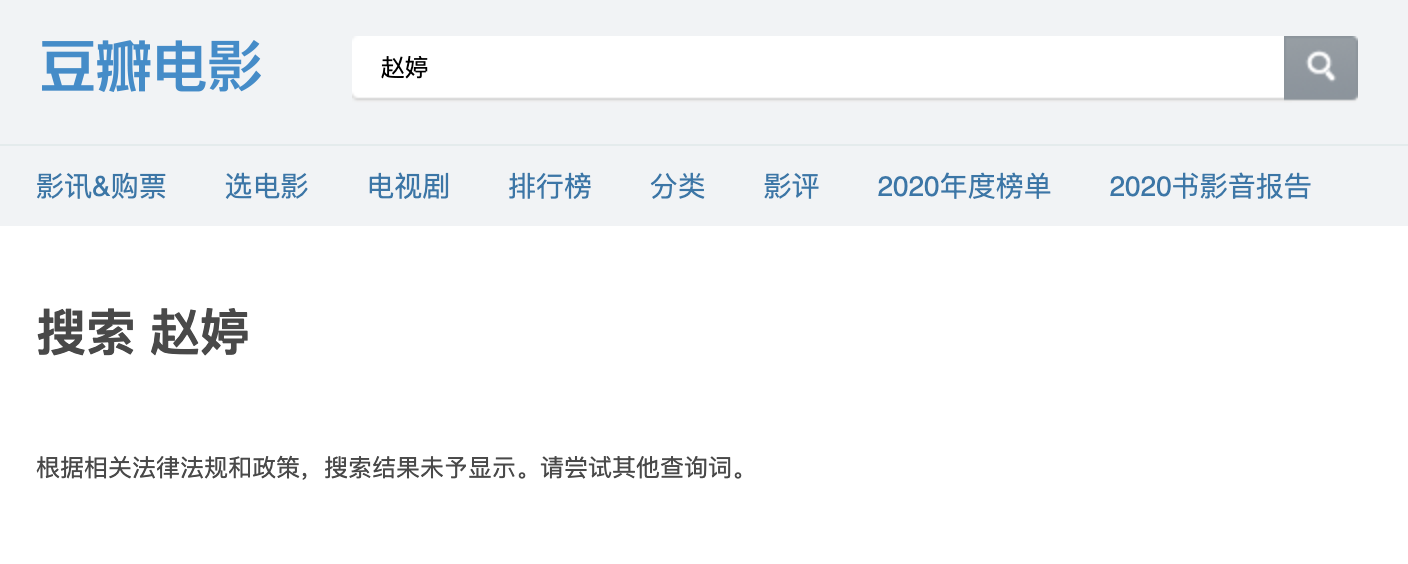 豆瓣电影
赵婷
影讯&购票 选电影 电视剧 排行榜 分类 影评 2020年度榜单 2020书影音报告
搜索 赵婷
根据相关法律法规和政策，搜索结果未予显示。请尝试其他查询词。